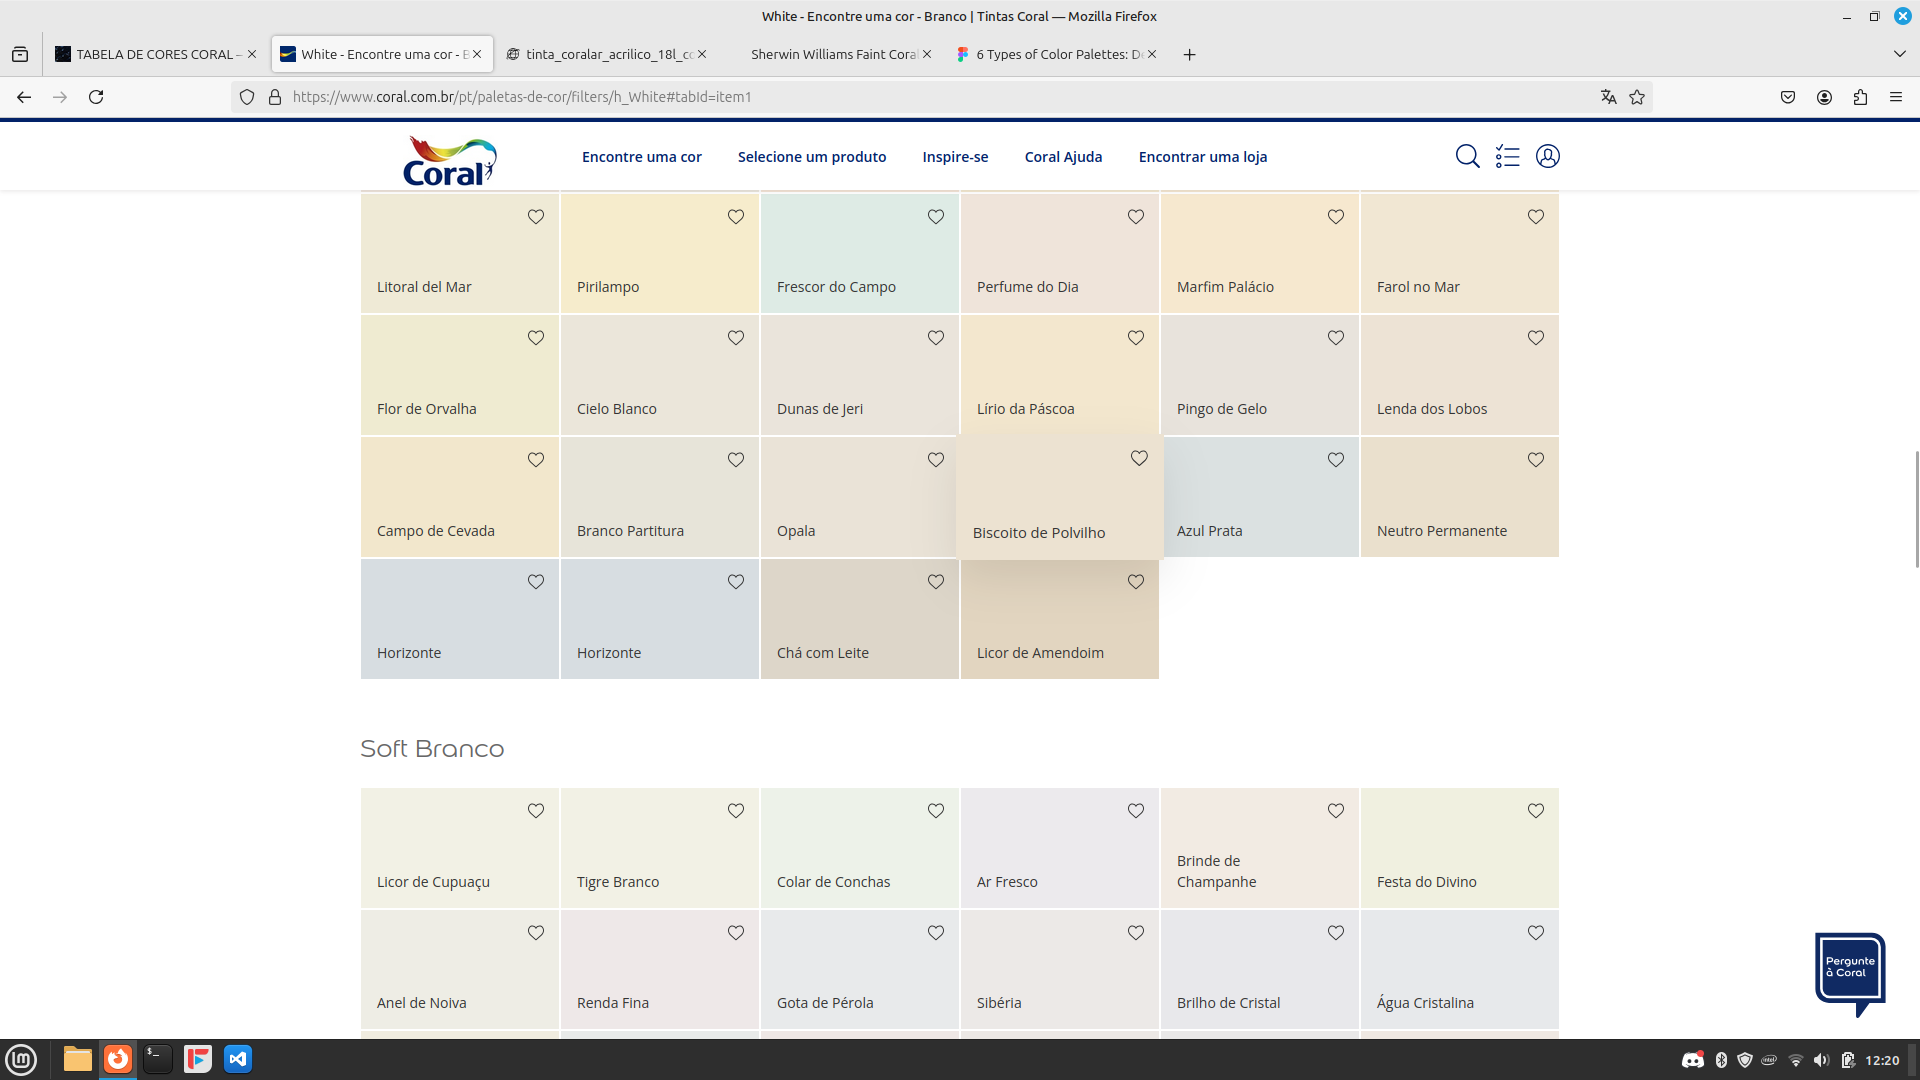 White - Encontre uma cor - Branco | Tintas Coral — Mozilla Firefox
TABELA DE CORES CORAL –
White - Encontre uma cor - B
tinta_coralar_acrilico_18l_cc
Sherwin Williams Faint Coral
6 Types of Color Palettes: De
https://www.coral.com.br/pt/paletas-de-cor/filters/h_White#tabId=item1
Coral
Encontre uma cor
Selecione um produto
Inspire-se
Coral Ajuda
Encontrar uma loja
Litoral del Mar
Pirilampo
Frescor do Campo
Perfume do Dia
Marfim Palácio
Farol no Mar
Flor de Orvalha
Cielo Blanco
Dunas de Jeri
Lírio da Páscoa
Pingo de Gelo
Lenda dos Lobos
Campo de Cevada
Branco Partitura
Opala
Biscoito de Polvilho
Azul Prata
Neutro Permanente
Horizonte
Horizonte
Chá com Leite
Licor de Amendoim
Soft Branco
Licor de Cupuaçu
Tigre Branco
Colar de Conchas
Ar Fresco
Brinde de
Champanhe
Festa do Divino
Anel de Noiva
Renda Fina
Gota de Pérola
Sibéria
Brilho de Cristal
Água Cristalina
Pergunte
à Coral
12:20